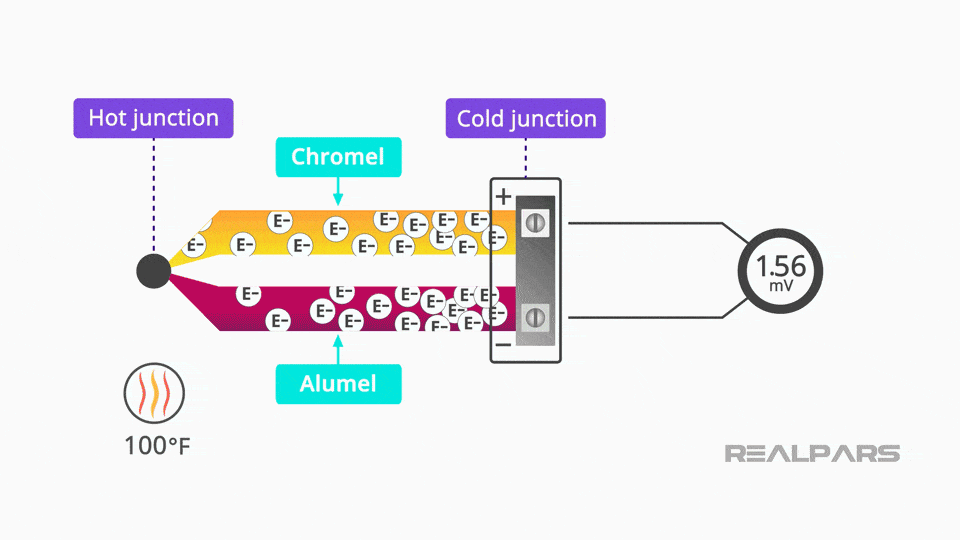 Hot junction
Cold junction
Chromel
+
E− E− E− E− E− E− E−
E− E− E− E− E− E− E− E−
1.56
mV
E− E− E− E− E− E−
E− E− E− E− E−
E− E− E− E− E−
−
Alumel
100°F
REALPARS